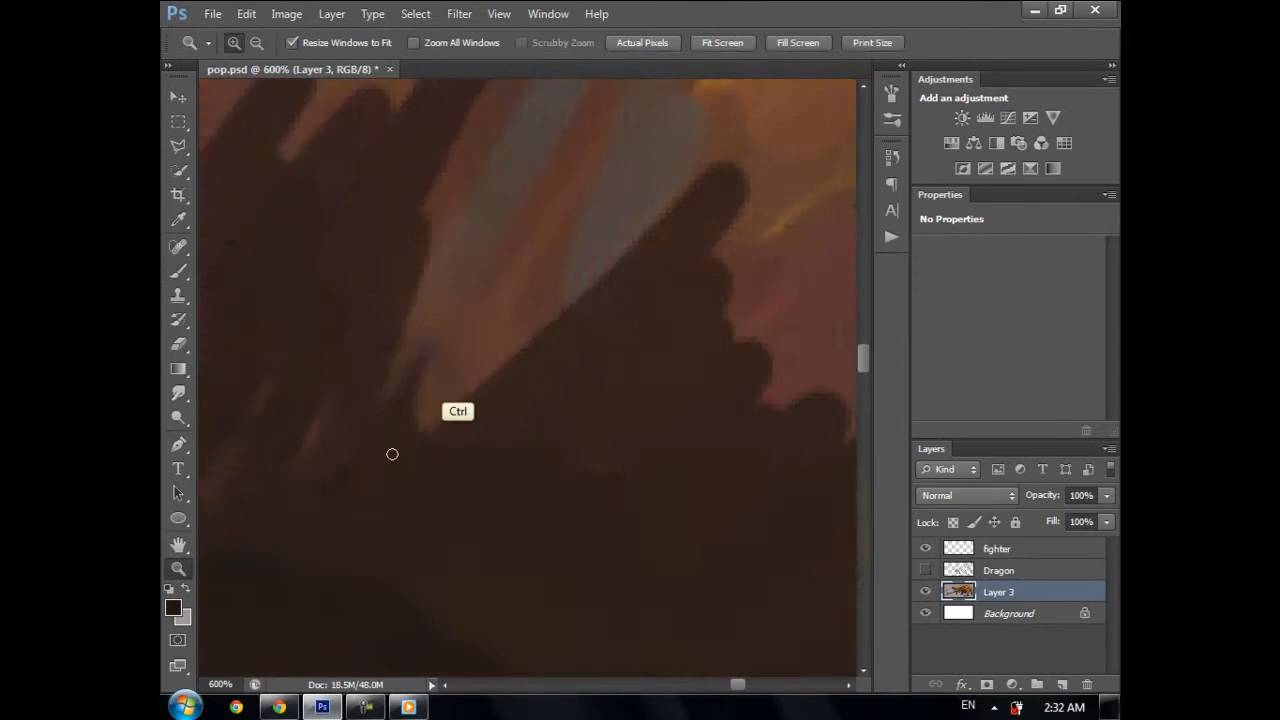 Ps File Edit Image Layer Type Select Filter View Window Help
Resize Windows to Fit Zoom All Windows Scrubby Zoom Actual Pixels Fit Screen Fill Screen Print Size
pop.psd @ 600% (Layer 3, RGB/8) * ×
Adjustments
Add an adjustment
Properties
No Properties
Ctrl
Layers
Kind
Normal Opacity: 100%
Lock: Fill: 100%
fighter
Dragon
Layer 3
Background
600% Doc: 18.5M/48.0M
EN 2:32 AM